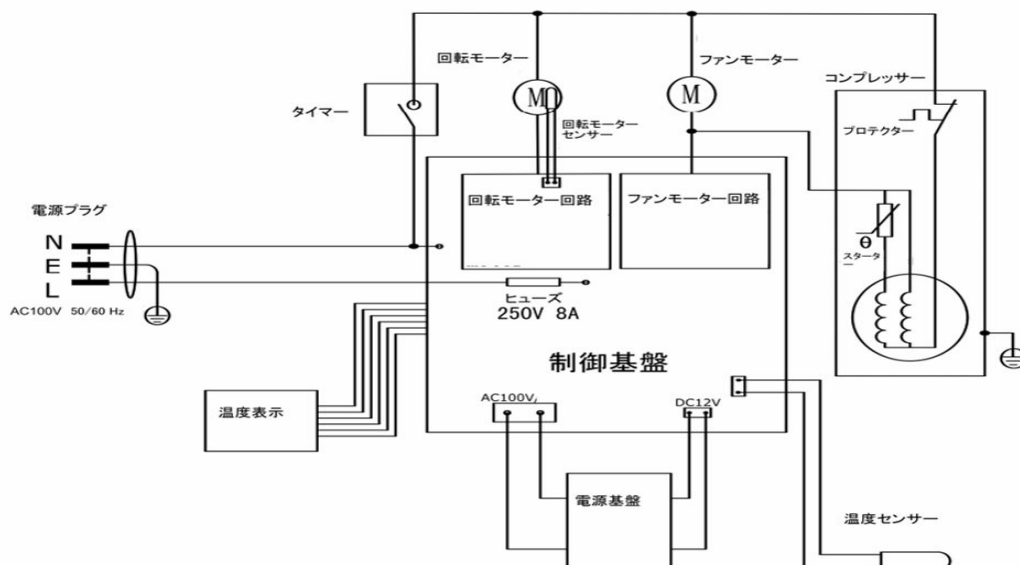 回転モーター
ファンモーター
コンプレッサー
M
M
タイマー
回転モーター
センサー
プロテクター
回転モーター回路
ファンモーター回路
電源プラグ
N
E
L
θ
スタータ
ー
AC100V 50/60 Hz
ヒューズ
250V 8A
制御基盤
AC100V
DC12V
温度表示
電源基盤
温度センサー